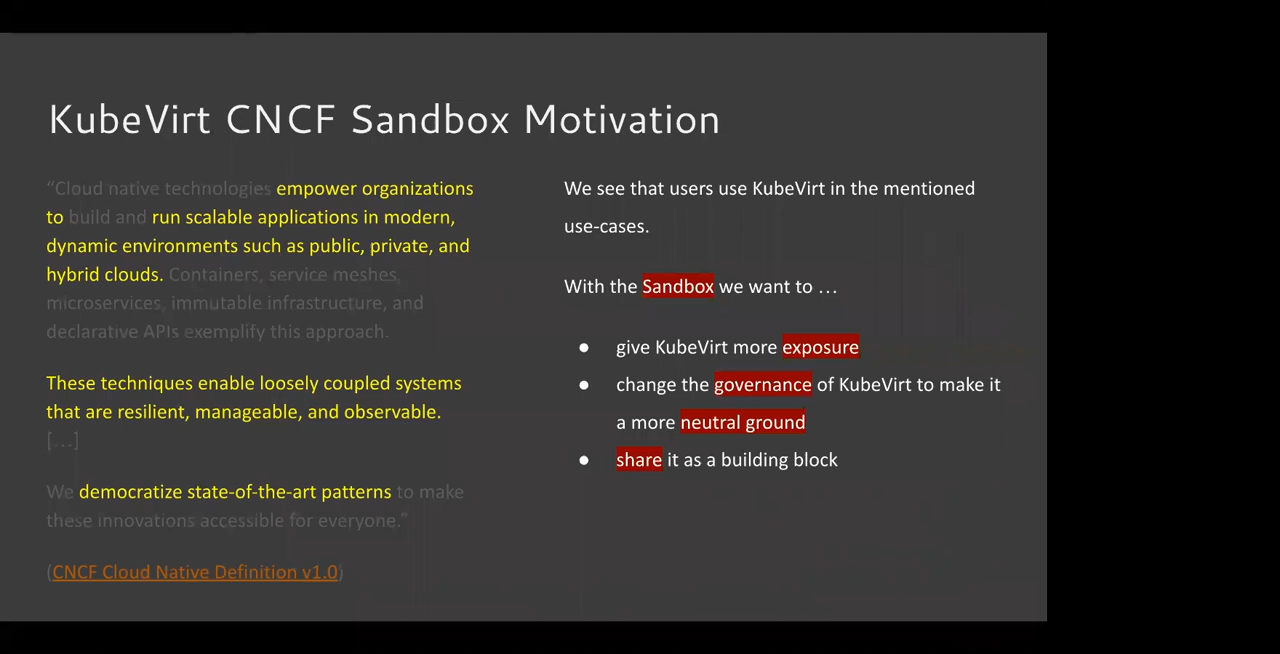 KubeVirt CNCF Sandbox Motivation
“Cloud native technologies empower organizations
to build and run scalable applications in modern,
dynamic environments such as public, private, and
hybrid clouds. Containers, service meshes,
microservices, immutable infrastructure, and
declarative APIs exemplify this approach.
These techniques enable loosely coupled systems
that are resilient, manageable, and observable.
[…]
We democratize state-of-the-art patterns to make
these innovations accessible for everyone.”
(CNCF Cloud Native Definition v1.0)
We see that users use KubeVirt in the mentioned
use-cases.
With the Sandbox we want to …
● give KubeVirt more exposure
● change the governance of KubeVirt to make it
a more neutral ground
● share it as a building block